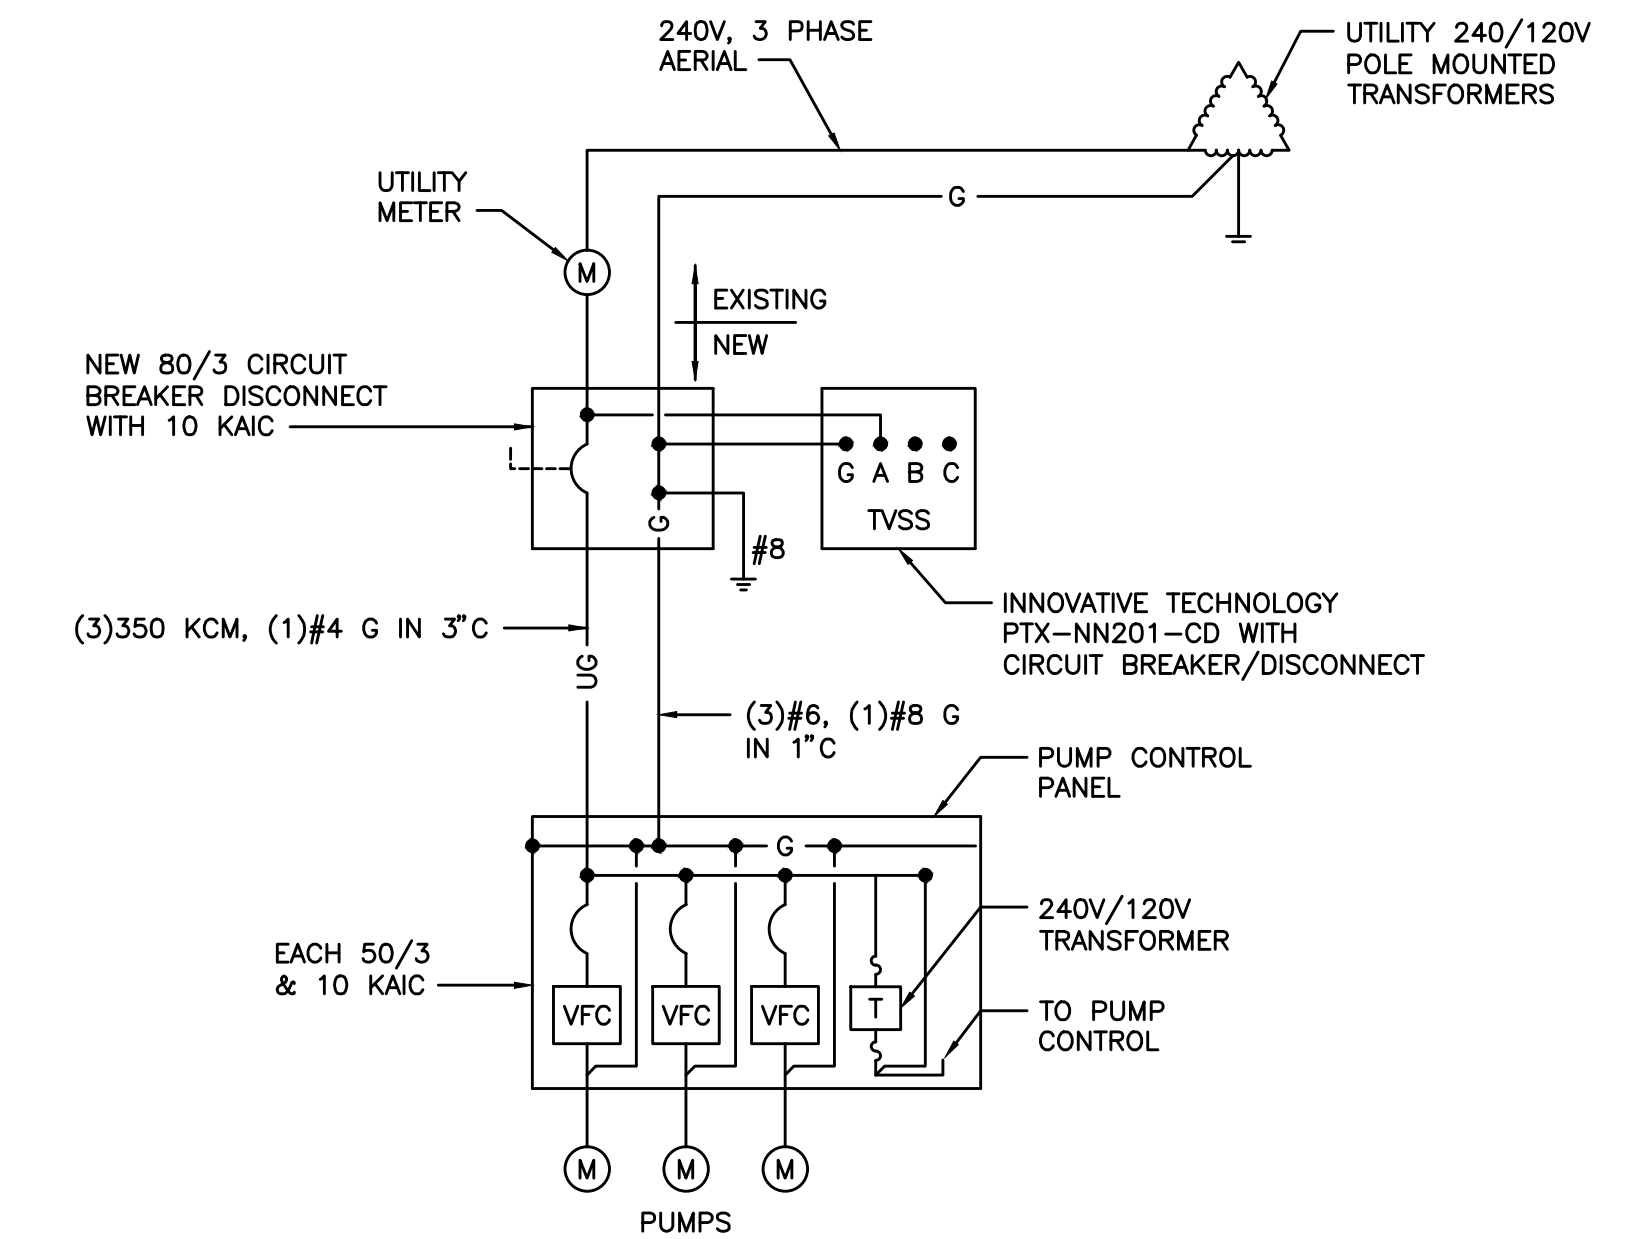 240V, 3 PHASE
AERIAL
UTILITY 240/120V
POLE MOUNTED
TRANSFORMERS
UTILITY
METER
G
M
EXISTING
NEW
NEW 80/3 CIRCUIT
BREAKER DISCONNECT
WITH 10 KAIC
G A B C
TVSS
G
#8
INNOVATIVE TECHNOLOGY
PTX-NN201-CD WITH
CIRCUIT BREAKER/DISCONNECT
(3)350 KCM, (1)#4 G IN 3"C
UG
(3)#6, (1)#8 G
IN 1"C
PUMP CONTROL
PANEL
G
240V/120V
TRANSFORMER
EACH 50/3
& 10 KAIC
VFC VFC VFC T
TO PUMP
CONTROL
M M M
PUMPS